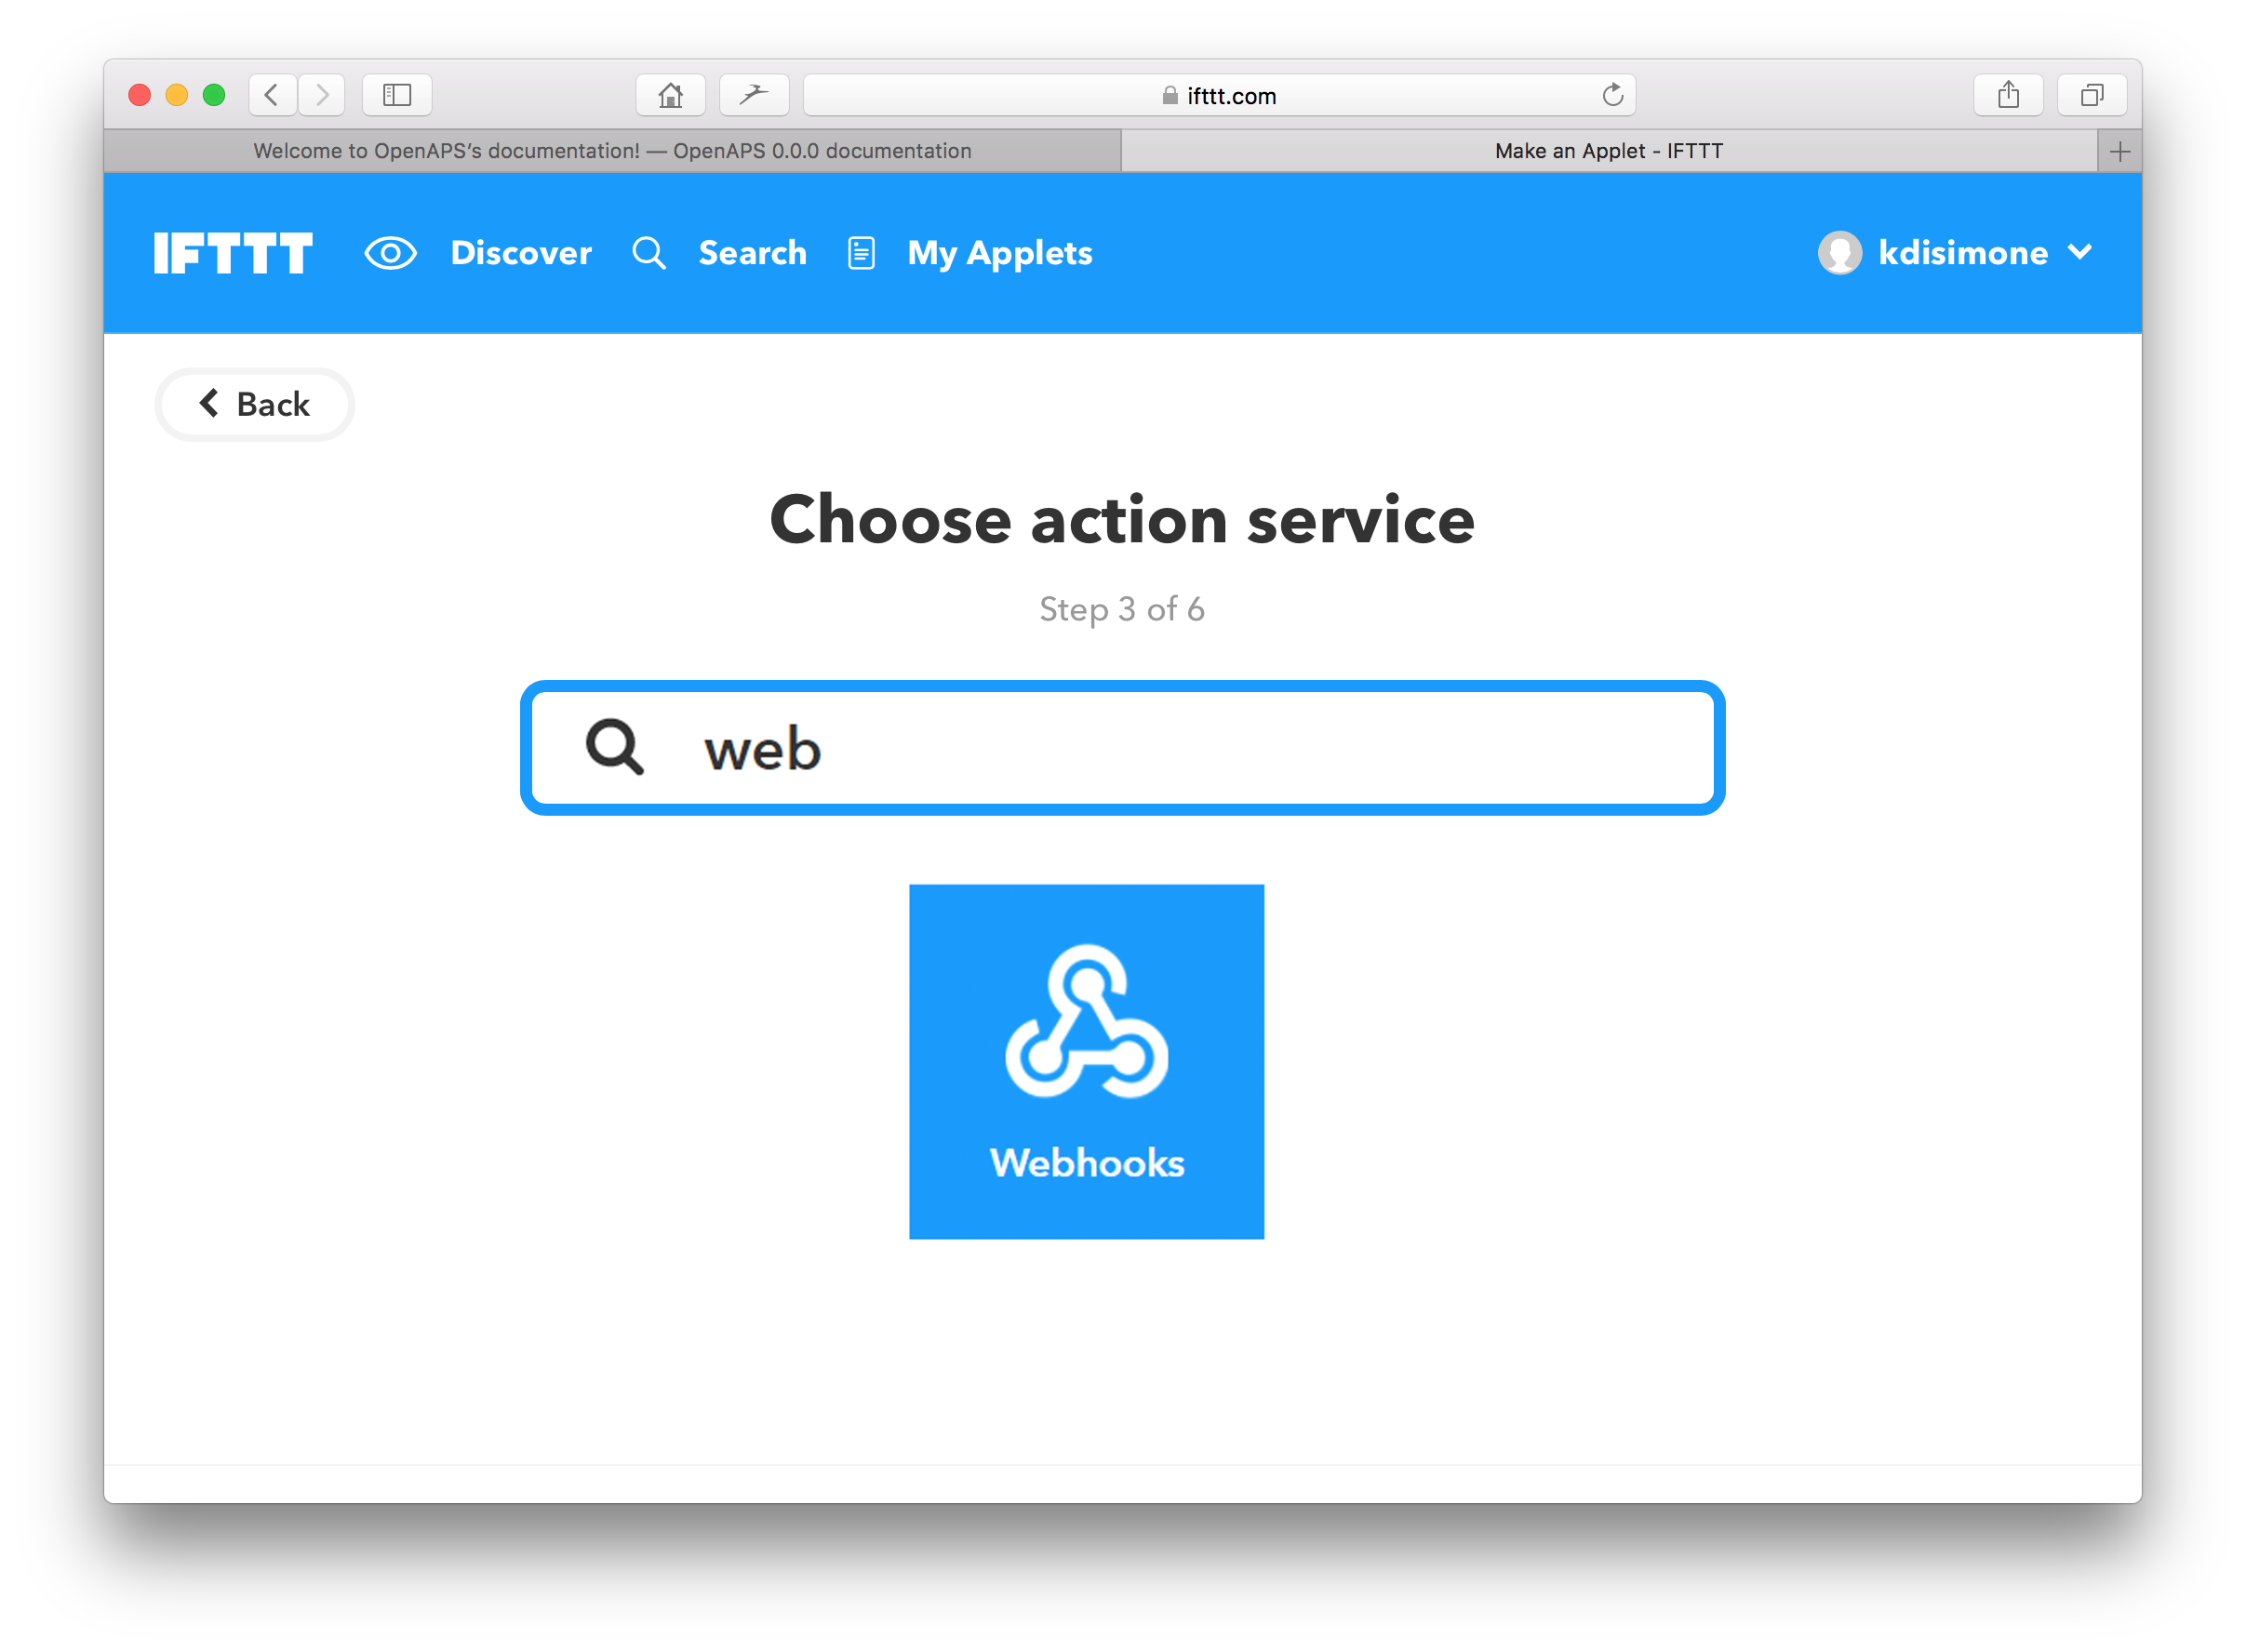 ifttt.com
Welcome to OpenAPS’s documentation! — OpenAPS 0.0.0 documentation
Make an Applet - IFTTT
IFTTT Discover Search My Applets kdisimone
Back
Choose action service
Step 3 of 6
web
Webhooks